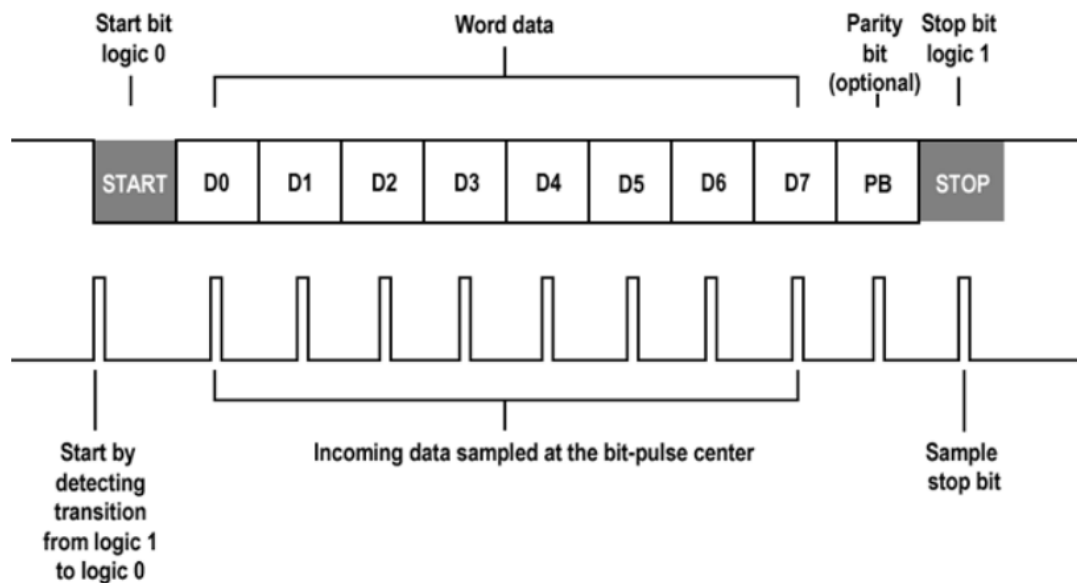 Start bit
logic 0
Word data
Parity
bit
(optional)
Stop bit
logic 1
START D0 D1 D2 D3 D4 D5 D6 D7 PB STOP
Start by
detecting
transition
from logic 1
to logic 0
Incoming data sampled at the bit-pulse center
Sample
stop bit